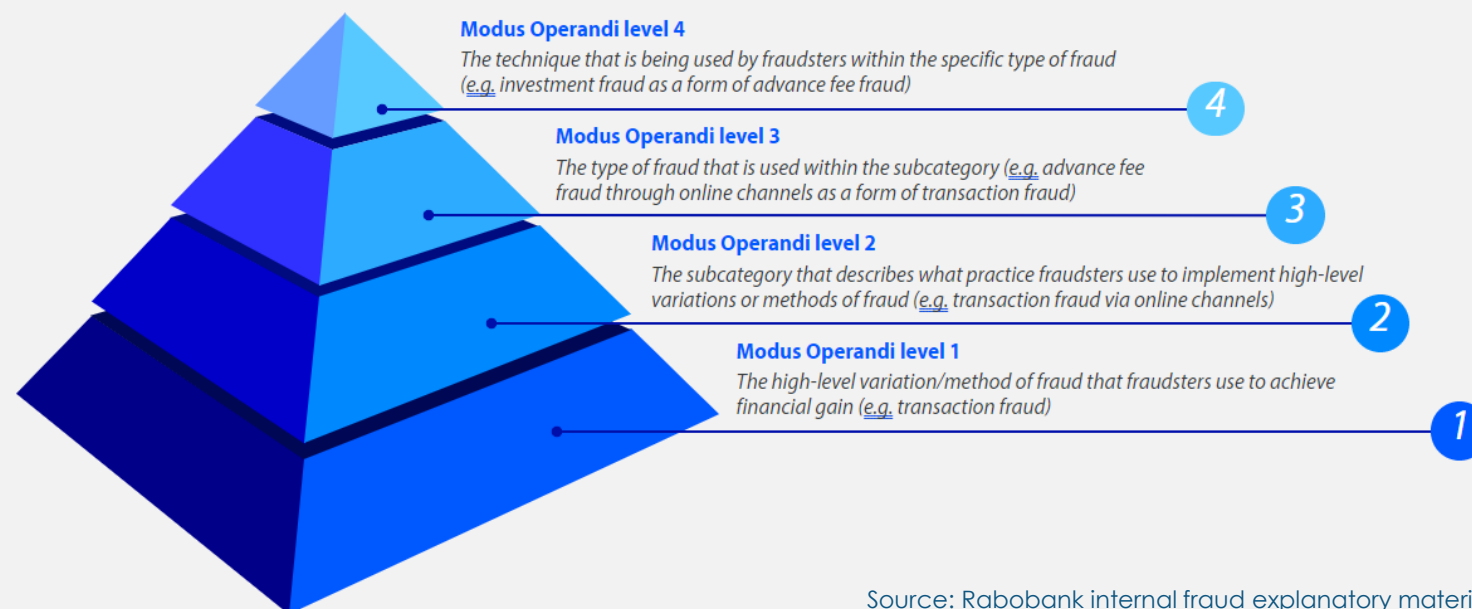 Modus Operandi level 4
The technique that is being used by fraudsters within the specific type of fraud
(e.g. investment fraud as a form of advance fee fraud)
4
Modus Operandi level 3
The type of fraud that is used within the subcategory (e.g. advance fee
fraud through online channels as a form of transaction fraud)
3
Modus Operandi level 2
The subcategory that describes what practice fraudsters use to implement high-level
variations or methods of fraud (e.g. transaction fraud via online channels)
2
Modus Operandi level 1
The high-level variation/method of fraud that fraudsters use to achieve
financial gain (e.g. transaction fraud)
1
Source: Rabobank internal fraud explanatory materi